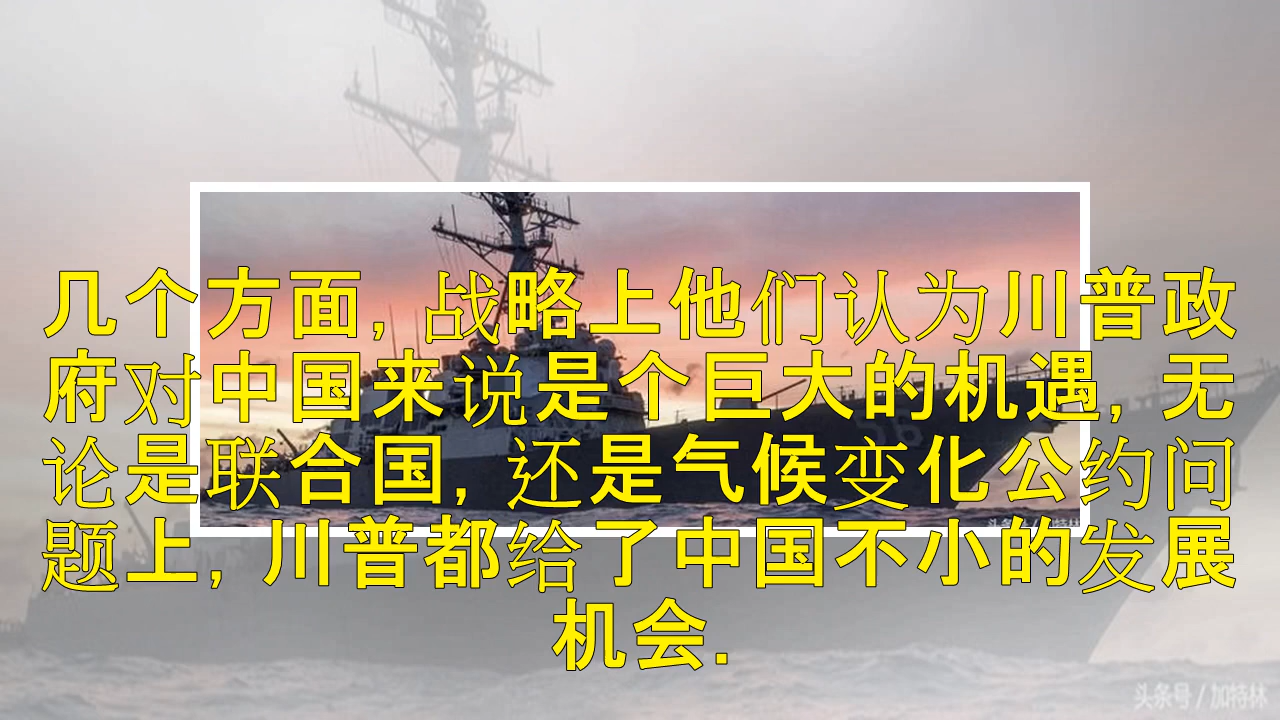 几个方面, 战略上他们认为川普政
府对中国来说是个巨大的机遇, 无
论是联合国, 还是气候变化公约问
题上, 川普都给了中国不小的发展
机会.
头条号 / 加特林